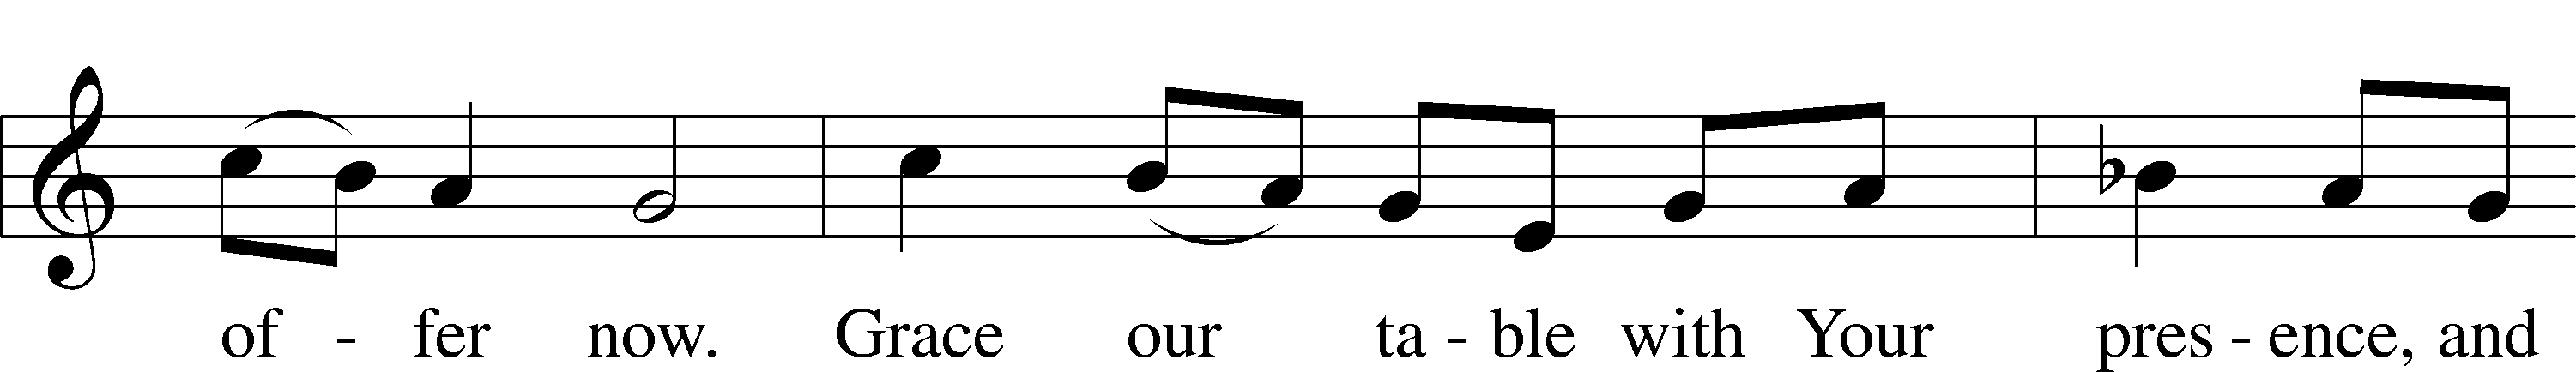 of - fer now. Grace our ta - ble with Your pres - ence, and